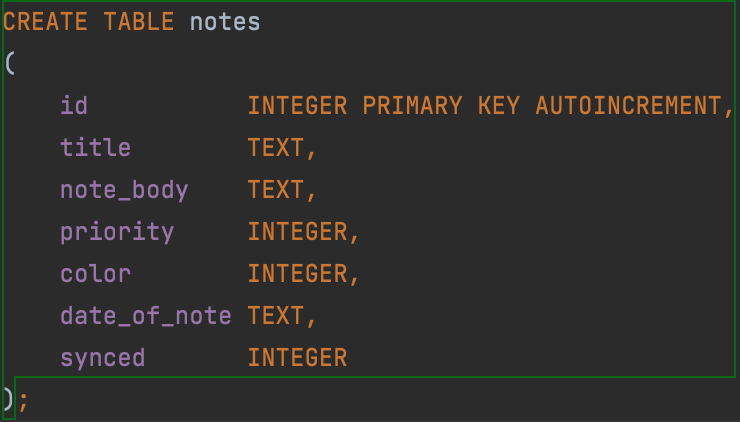 CREATE TABLE notes
(
    id           INTEGER PRIMARY KEY AUTOINCREMENT,
    title        TEXT,
    note_body    TEXT,
    priority     INTEGER,
    color        INTEGER,
    date_of_note TEXT,
    synced       INTEGER
);